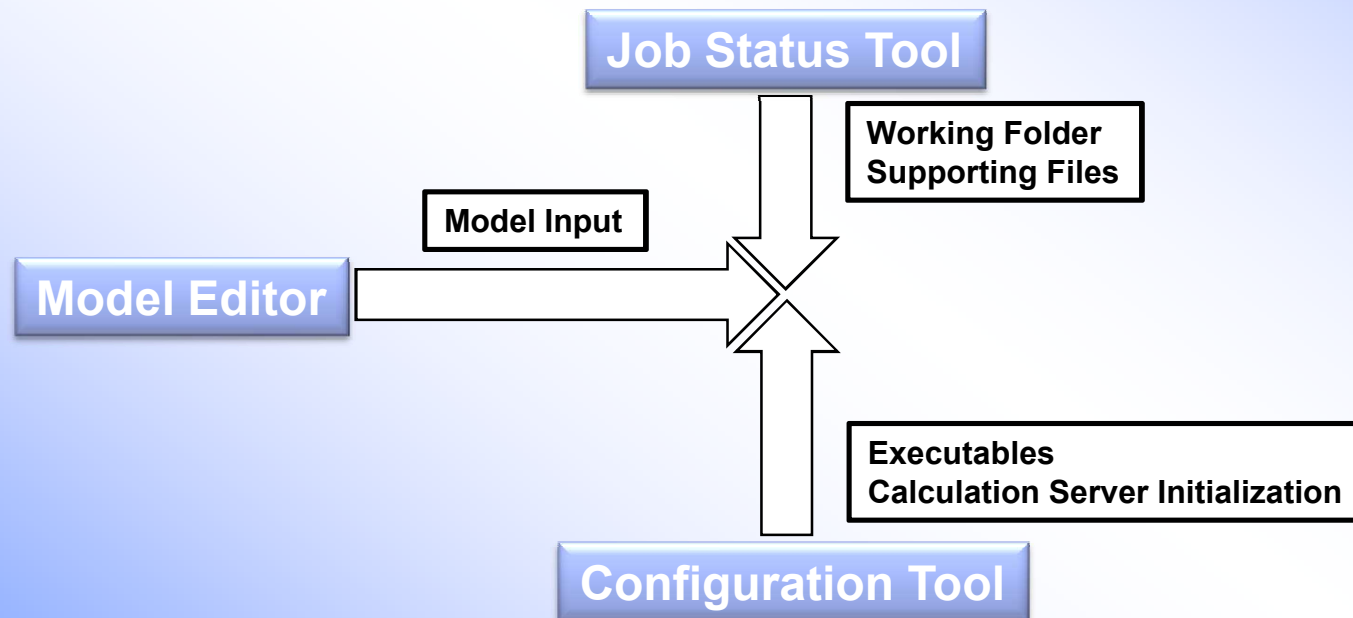 Job Status Tool
Working Folder
Supporting Files
Model Input
Model Editor
Executables
Calculation Server Initialization
Configuration Tool